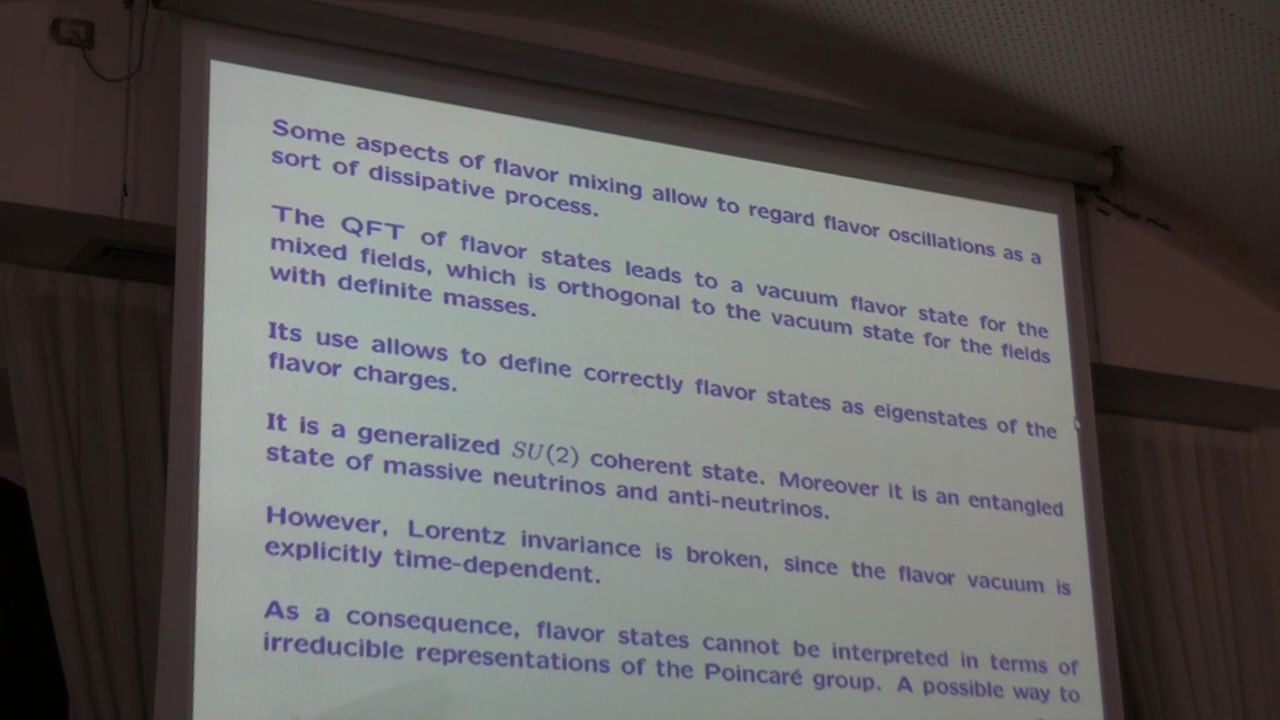 Some aspects of flavor mixing allow to regard flavor oscillations as a
sort of dissipative process.
The QFT of flavor states leads to a vacuum flavor state for the
mixed fields, which is orthogonal to the vacuum state for the fields
with definite masses.
Its use allows to define correctly flavor states as eigenstates of the
flavor charges.
It is a generalized SU(2) coherent state. Moreover it is an entangled
state of massive neutrinos and anti-neutrinos.
However, Lorentz invariance is broken, since the flavor vacuum is
explicitly time-dependent.
As a consequence, flavor states cannot be interpreted in terms of
irreducible representations of the Poincaré group. A possible way to